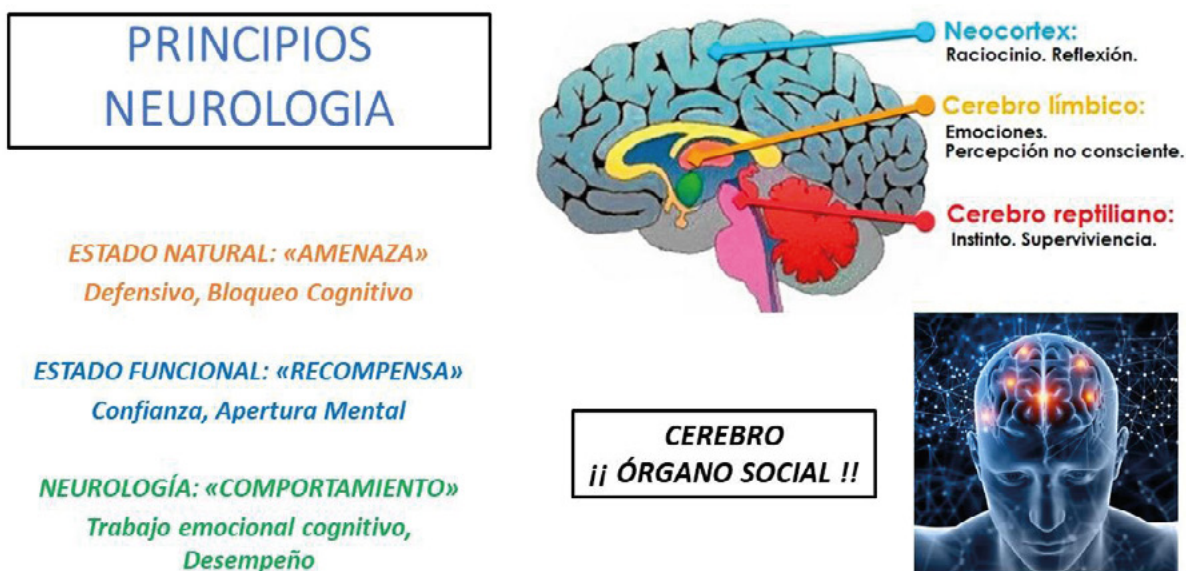 PRINCIPIOS
NEUROLOGIA
ESTADO NATURAL: «AMENAZA»
Defensivo, Bloqueo Cognitivo
ESTADO FUNCIONAL: «RECOMPENSA»
Confianza, Apertura Mental
NEUROLOGÍA: «COMPORTAMIENTO»
Trabajo emocional cognitivo,
Desempeño
Neocortex:
Raciocinio. Reflexión.
Cerebro límbico:
Emociones.
Percepción no consciente.
Cerebro reptiliano:
Instinto. Superviviencia.
CEREBRO
¡¡ ÓRGANO SOCIAL !!